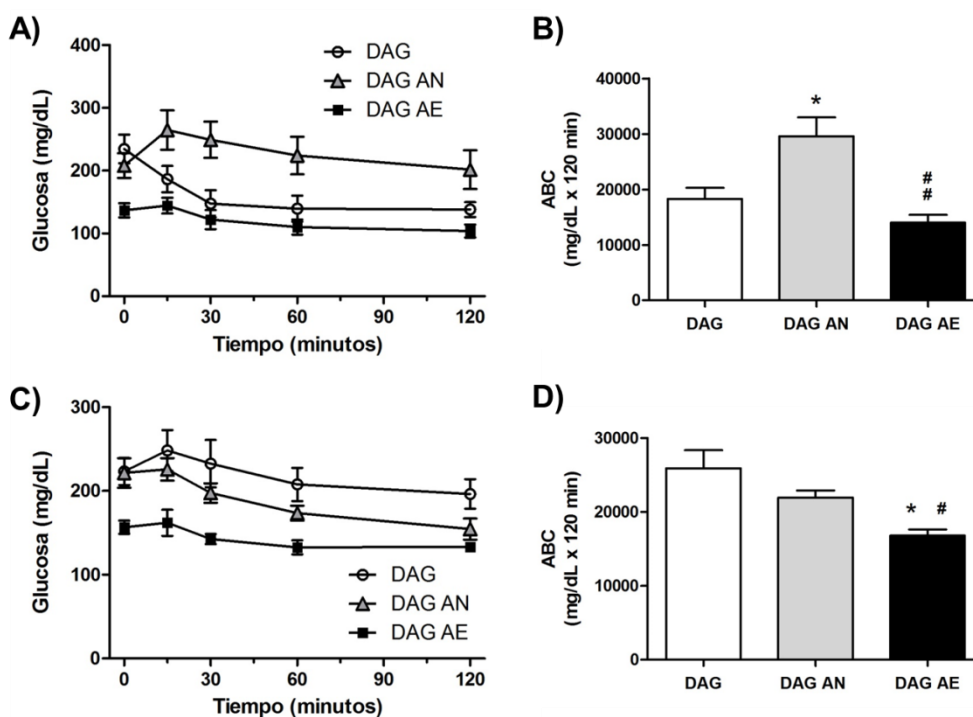 A)
DAG
DAG AN
DAG AE
Glucosa (mg/dL)
400
300
200
100
0
0 30 60 90 120
Tiempo (minutos)
B)
ABC
(mg/dL x 120 min)
40000
30000
20000
10000
0
*
#
#
DAG DAG AN DAG AE
C)
Glucosa (mg/dL)
300
200
100
0
DAG
DAG AN
DAG AE
0 30 60 90 120
Tiempo (minutos)
D)
ABC
(mg/dL x 120 min)
30000
20000
10000
0
* #
DAG DAG AN DAG AE